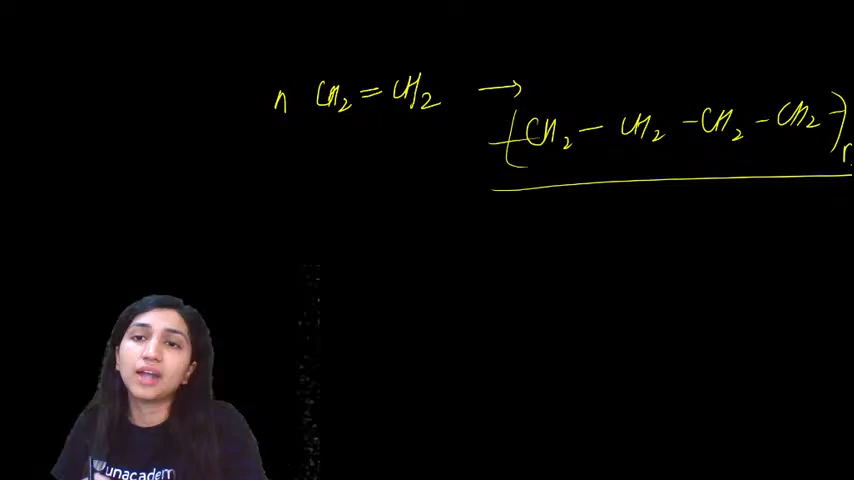 n CH2 = CH2 →
( CH2 - CH2 - CH2 - CH2 )n
unacadem